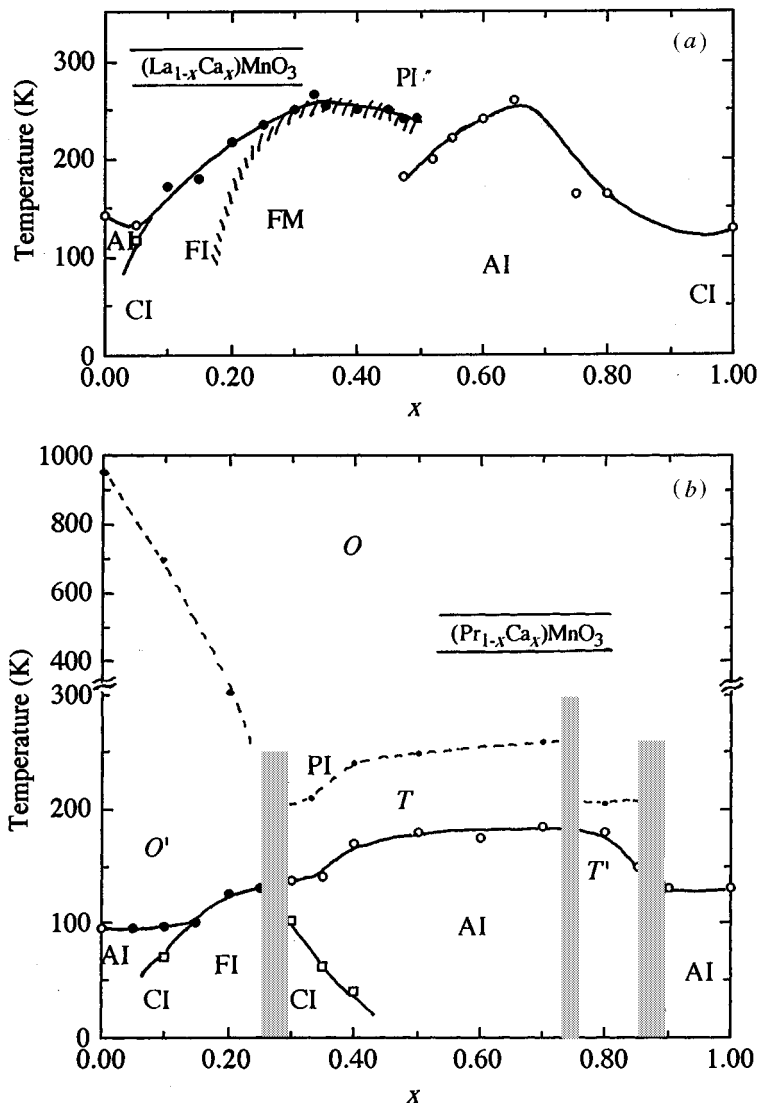 (a)
300
(La1-xCax)MnO3
PI
Temperature (K)
200
FM
AI
FI
AI
100
CI
CI
0
0.00 0.20 0.40 0.60 0.80 1.00
x
1000
(b)
O
800
600
(Pr1-xCax)MnO3
400
Temperature (K)
300
PI
T
200
O'
T'
100
AI
AI
FI
AI
CI
CI
0
0.00 0.20 0.40 0.60 0.80 1.00
x